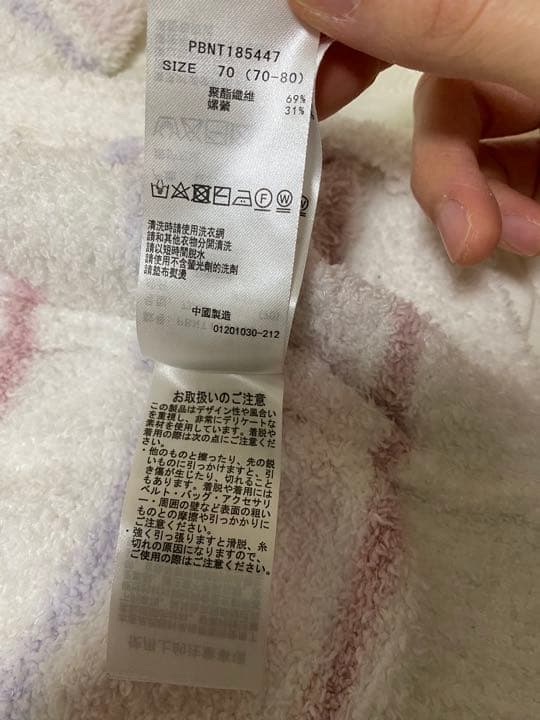 PBNT185447
SIZE 70 (70-80)
聚酯纖維 69%
嫘縈 31%
F W W
清洗時請使用洗衣網
請和其他衣物分開清洗
請以短時間脫水
請使用不含螢光劑的洗劑
請墊布熨燙
中國製造
01201030-212
お取扱いのご注意
この製品はデザイン性や風合い
を重視し、非常にデリケートな
素材を使用しています。着脱や
着用の際は次の点にご注意くだ
さい。
・他のものと擦ったり、先の鋭
いものに引っかけますと、引
き傷が生じたり、切れること
もあります。着脱や着用には
ベルト・バッグ・アクセサリ
ー・周囲の壁など表面の粗い
ものとの摩擦や引っかかりに
ご注意ください。
・強く引っ張りますと滑脱、糸
切れの原因になりますので、
ご使用の際はご注意ください。